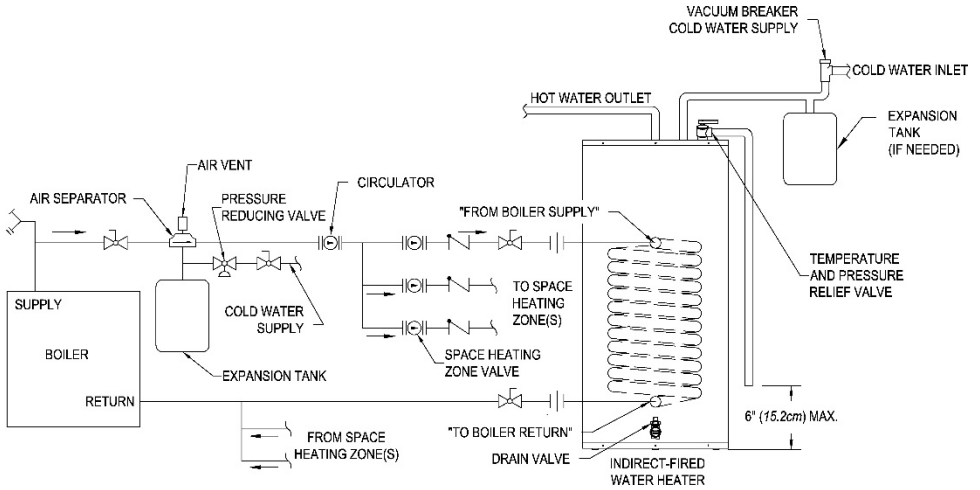 VACUUM BREAKER
COLD WATER SUPPLY
COLD WATER INLET
HOT WATER OUTLET
EXPANSION
TANK
(IF NEEDED)
AIR VENT
AIR SEPARATOR
PRESSURE
REDUCING VALVE
CIRCULATOR
"FROM BOILER SUPPLY"
TEMPERATURE
AND PRESSURE
RELIEF VALVE
SUPPLY
BOILER
RETURN
COLD WATER
SUPPLY
TO SPACE
HEATING
ZONE(S)
SPACE HEATING
ZONE VALVE
EXPANSION TANK
6" (15.2cm) MAX.
"TO BOILER RETURN"
FROM SPACE
HEATING ZONE(S)
DRAIN VALVE
INDIRECT-FIRED
WATER HEATER